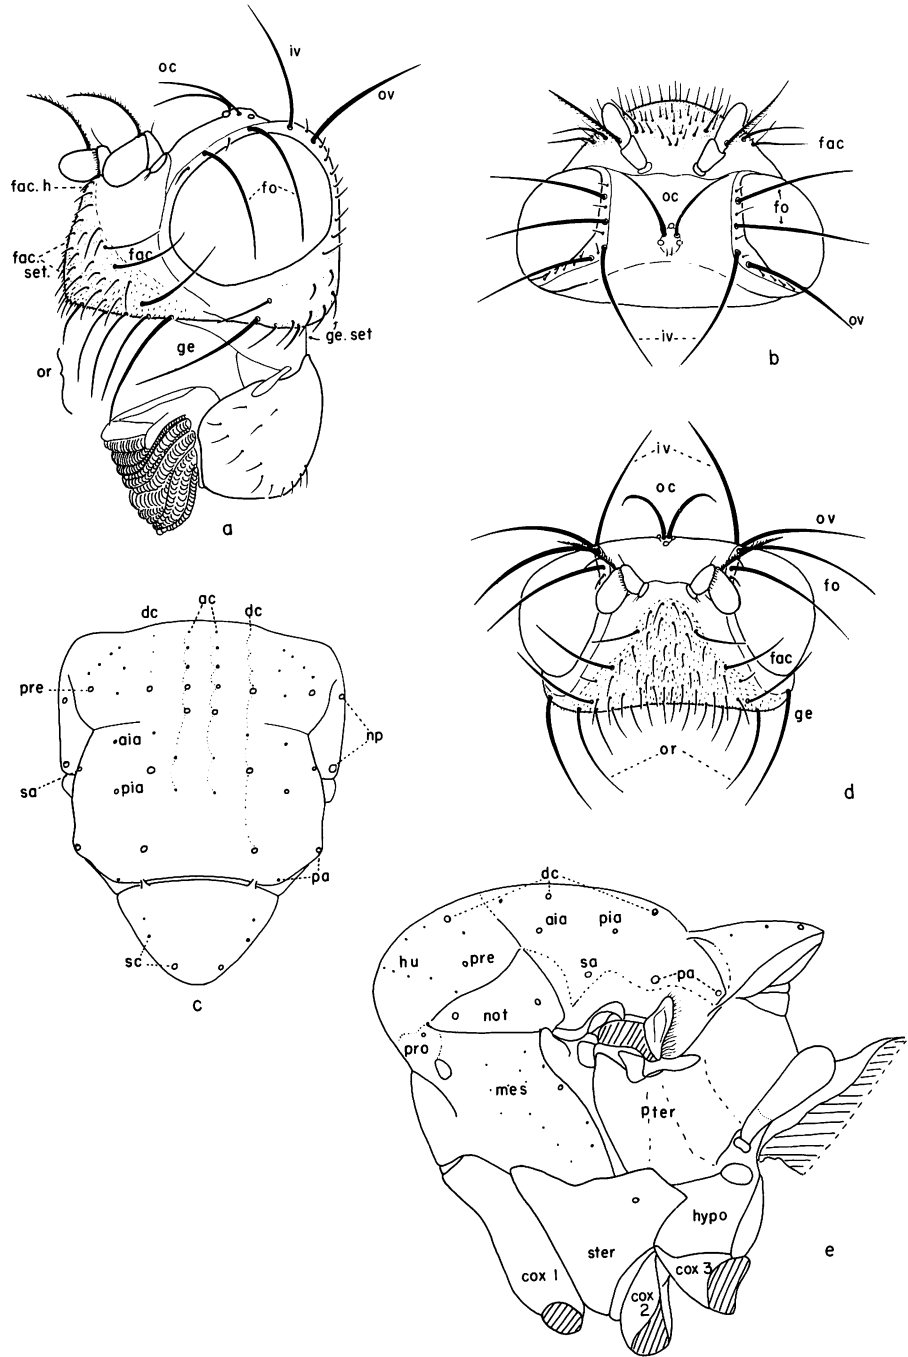 iv
oc
ov
fac. h
fo
fac.
set.
fac
ge. set
ge
or
a
fac
oc
fo
ov
iv
b
iv
oc
ov
fo
fac
ge
or
d
dc
ac
dc
pre
aia
np
sa
pia
pa
sc
c
dc
aia
pia
hu
pre
sa
pa
not
pro
mes
pter
hypo
ster
e
cox 1
cox 3
cox
2